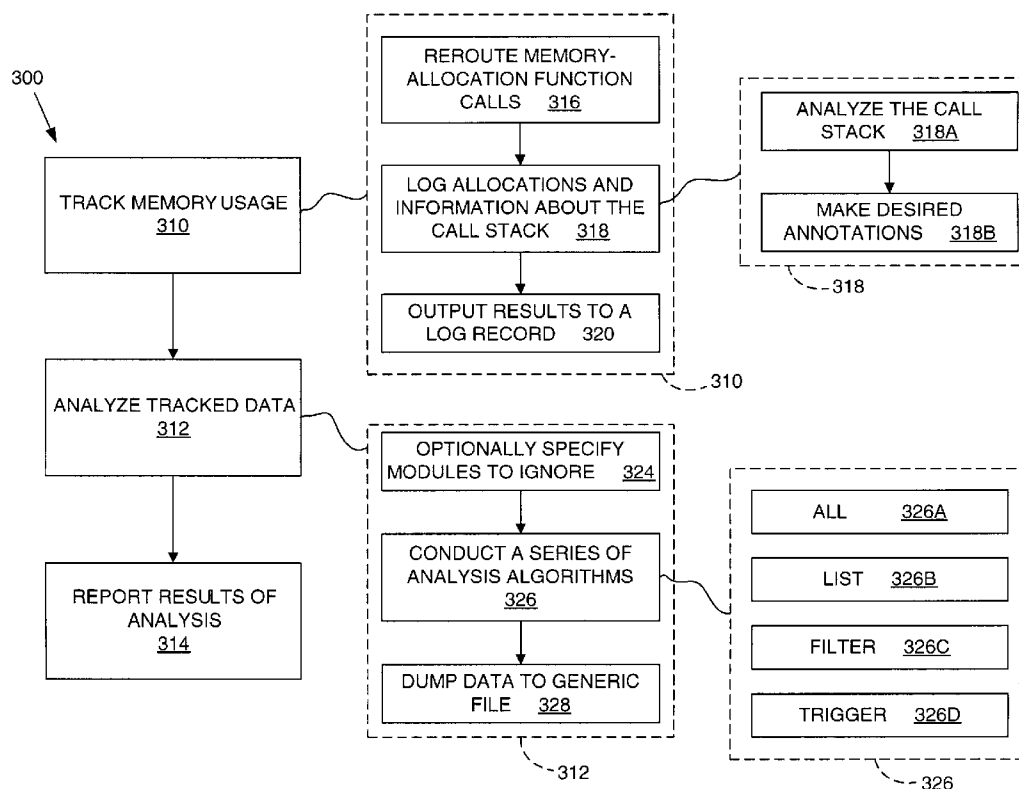 300
TRACK MEMORY USAGE
310
ANALYZE TRACKED DATA
312
REPORT RESULTS OF
ANALYSIS
314
REROUTE MEMORY-
ALLOCATION FUNCTION
CALLS 316
LOG ALLOCATIONS AND
INFORMATION ABOUT THE
CALL STACK 318
OUTPUT RESULTS TO A
LOG RECORD 320
310
ANALYZE THE CALL
STACK 318A
MAKE DESIRED
ANNOTATIONS 318B
318
OPTIONALLY SPECIFY
MODULES TO IGNORE 324
CONDUCT A SERIES OF
ANALYSIS ALGORITHMS
326
DUMP DATA TO GENERIC
FILE 328
312
ALL 326A
LIST 326B
FILTER 326C
TRIGGER 326D
326